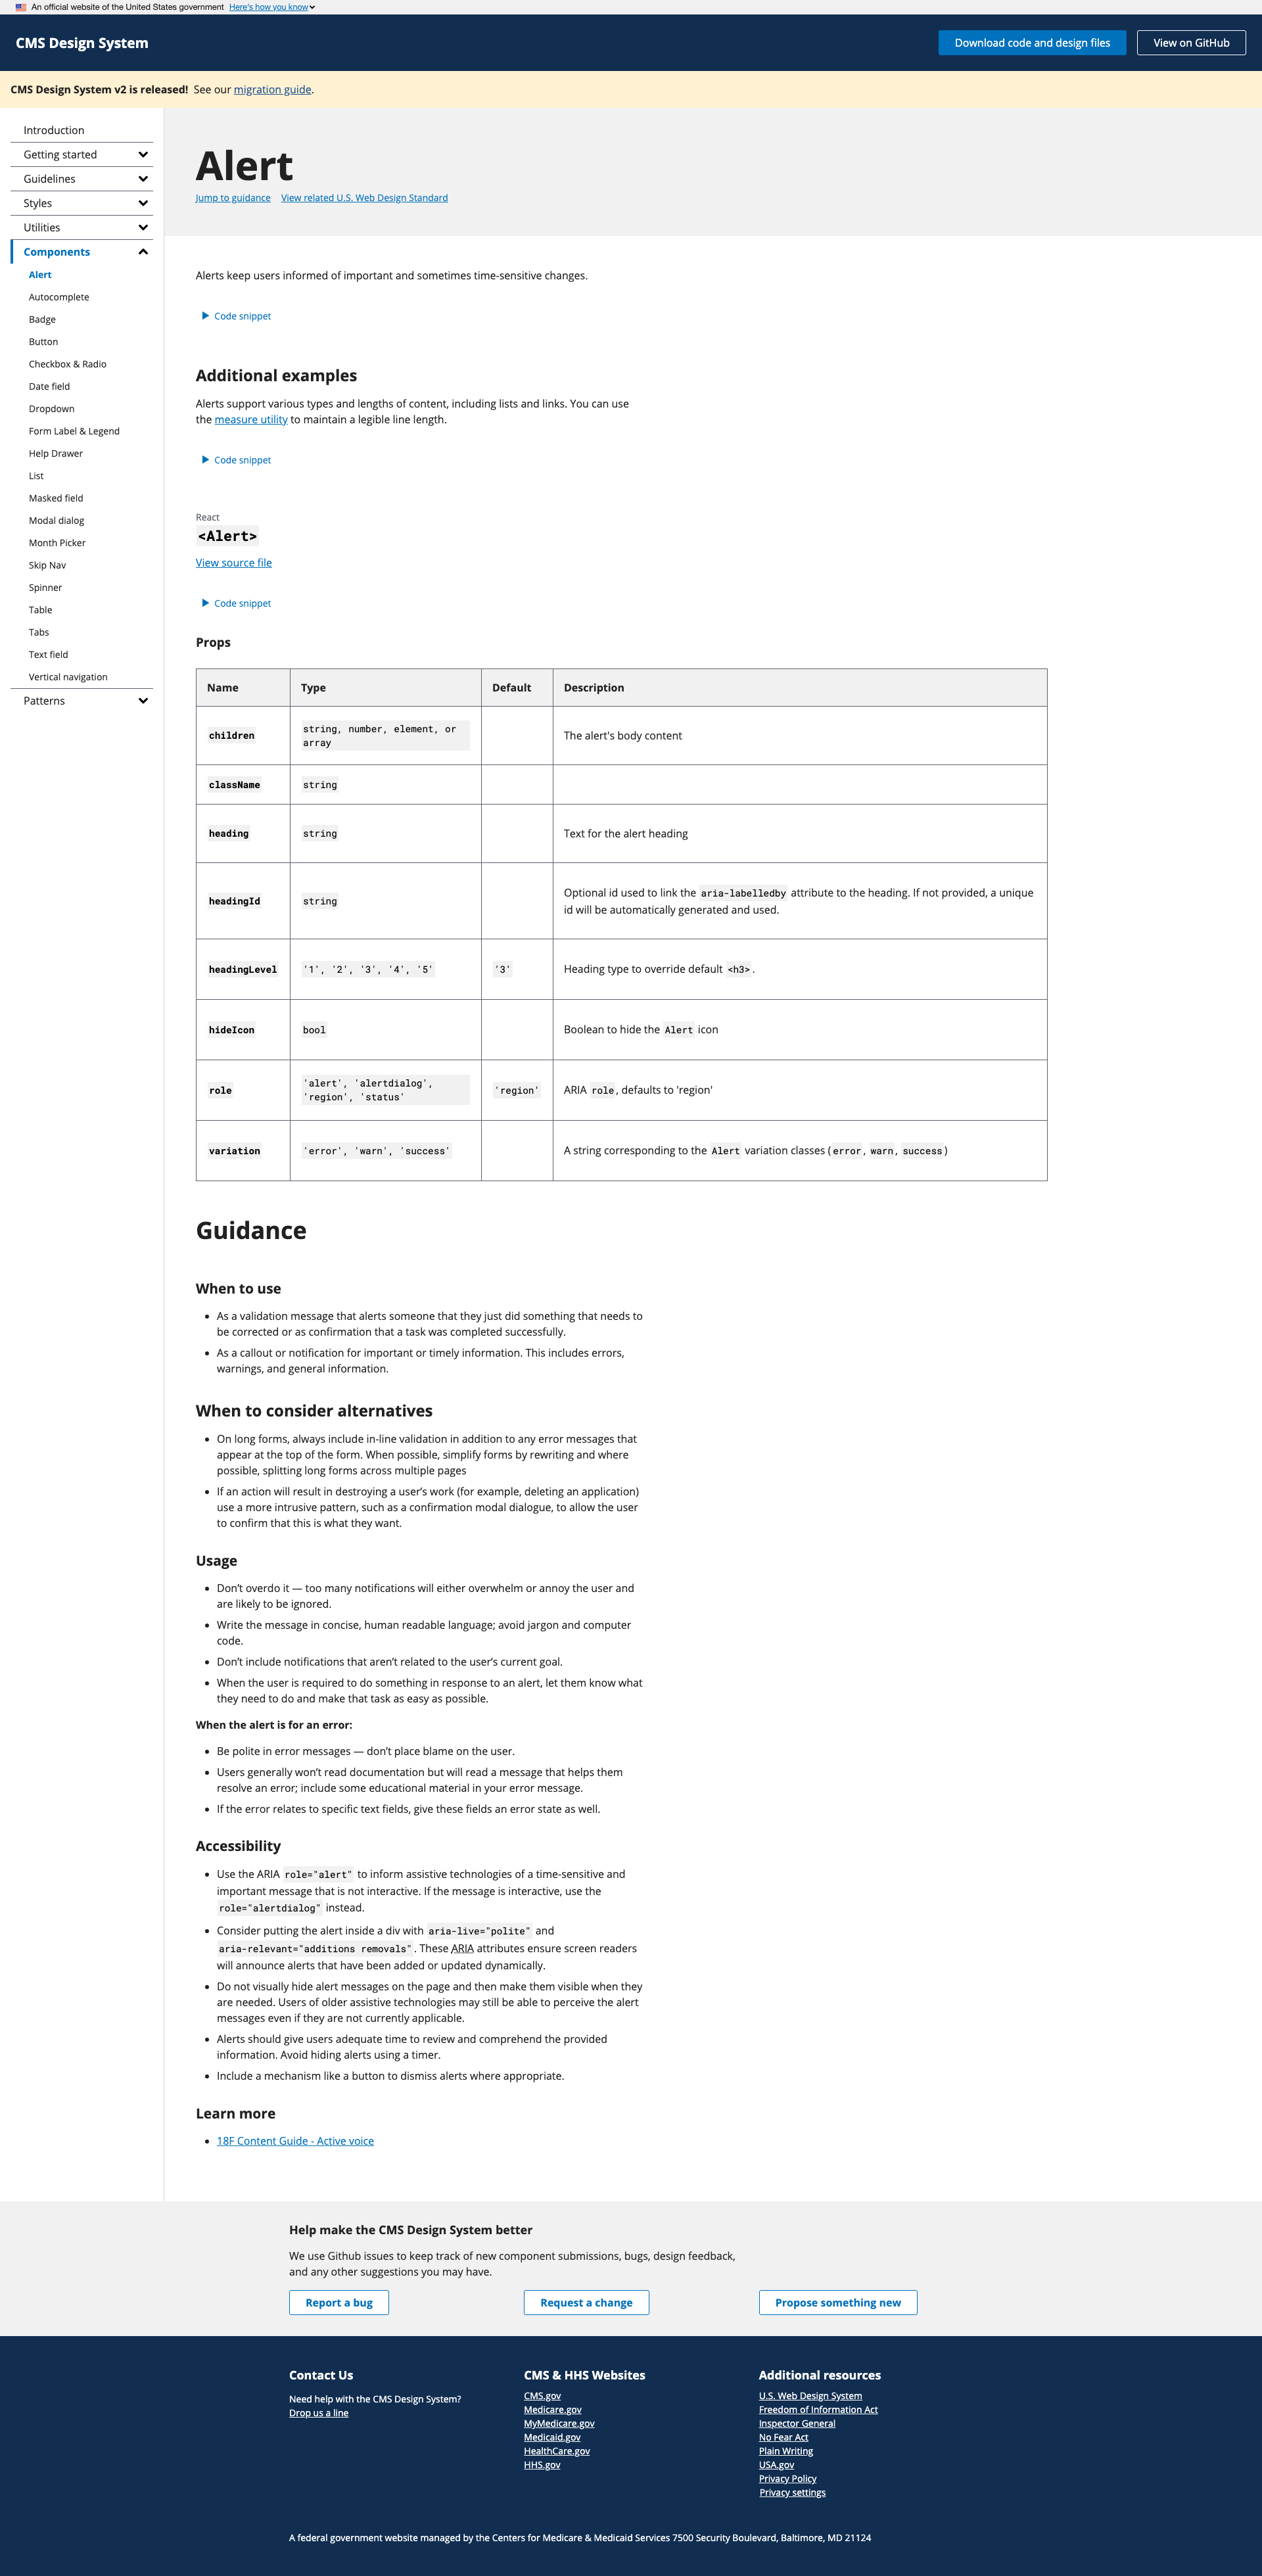 An official website of the United States government Here's how you know
CMS Design System
Download code and design files
View on GitHub
CMS Design System v2 is released! See our migration guide.
Introduction
Getting started
Guidelines
Styles
Utilities
Components
Alert
Autocomplete
Badge
Button
Checkbox & Radio
Date field
Dropdown
Form Label & Legend
Help Drawer
List
Masked field
Modal dialog
Month Picker
Skip Nav
Spinner
Table
Tabs
Text field
Vertical navigation
Patterns
Alert
Jump to guidance View related U.S. Web Design Standard
Alerts keep users informed of important and sometimes time-sensitive changes.
Code snippet
Additional examples
Alerts support various types and lengths of content, including lists and links. You can use
the measure utility to maintain a legible line length.
Code snippet
React
<Alert>
View source file
Code snippet
Props
Name Type Default Description
children string, number, element, or The alert's body content
array
className string
heading string Text for the alert heading
headingId string Optional id used to link the aria-labelledby attribute to the heading. If not provided, a unique
id will be automatically generated and used.
headingLevel '1', '2', '3', '4', '5' '3' Heading type to override default <h3>.
hideIcon bool Boolean to hide the Alert icon
role 'alert', 'alertdialog', 'region' ARIA role, defaults to 'region'
'region', 'status'
variation 'error', 'warn', 'success' A string corresponding to the Alert variation classes (error, warn, success)
Guidance
When to use
• As a validation message that alerts someone that they just did something that needs to
be corrected or as confirmation that a task was completed successfully.
• As a callout or notification for important or timely information. This includes errors,
warnings, and general information.
When to consider alternatives
• On long forms, always include in-line validation in addition to any error messages that
appear at the top of the form. When possible, simplify forms by rewriting and where
possible, splitting long forms across multiple pages
• If an action will result in destroying a user’s work (for example, deleting an application)
use a more intrusive pattern, such as a confirmation modal dialogue, to allow the user
to confirm that this is what they want.
Usage
• Don’t overdo it — too many notifications will either overwhelm or annoy the user and
are likely to be ignored.
• Write the message in concise, human readable language; avoid jargon and computer
code.
• Don’t include notifications that aren’t related to the user’s current goal.
• When the user is required to do something in response to an alert, let them know what
they need to do and make that task as easy as possible.
When the alert is for an error:
• Be polite in error messages — don’t place blame on the user.
• Users generally won’t read documentation but will read a message that helps them
resolve an error; include some educational material in your error message.
• If the error relates to specific text fields, give these fields an error state as well.
Accessibility
• Use the ARIA role="alert" to inform assistive technologies of a time-sensitive and
important message that is not interactive. If the message is interactive, use the
role="alertdialog" instead.
• Consider putting the alert inside a div with aria-live="polite" and
aria-relevant="additions removals". These ARIA attributes ensure screen readers
will announce alerts that have been added or updated dynamically.
• Do not visually hide alert messages on the page and then make them visible when they
are needed. Users of older assistive technologies may still be able to perceive the alert
messages even if they are not currently applicable.
• Alerts should give users adequate time to review and comprehend the provided
information. Avoid hiding alerts using a timer.
• Include a mechanism like a button to dismiss alerts where appropriate.
Learn more
• 18F Content Guide - Active voice
Help make the CMS Design System better
We use Github issues to keep track of new component submissions, bugs, design feedback,
and any other suggestions you may have.
Report a bug
Request a change
Propose something new
Contact Us
Need help with the CMS Design System?
Drop us a line
CMS & HHS Websites
CMS.gov
Medicare.gov
MyMedicare.gov
Medicaid.gov
HealthCare.gov
HHS.gov
Additional resources
U.S. Web Design System
Freedom of Information Act
Inspector General
No Fear Act
Plain Writing
USA.gov
Privacy Policy
Privacy settings
A federal government website managed by the Centers for Medicare & Medicaid Services 7500 Security Boulevard, Baltimore, MD 21124